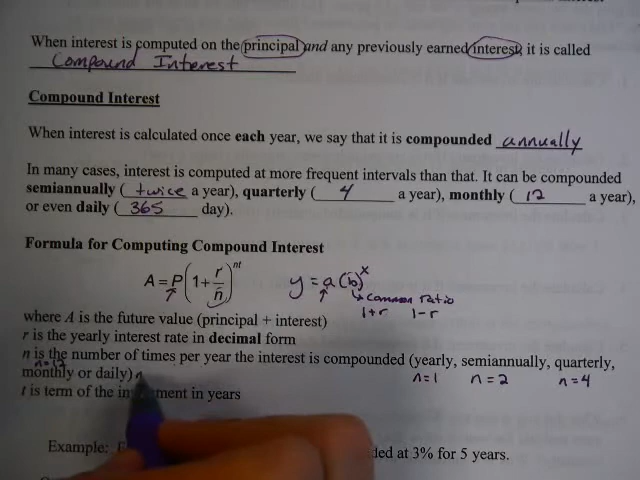 When interest is computed on the principal and any previously earned interest, it is called
Compound Interest
Compound Interest
When interest is calculated once each year, we say that it is compounded annually
In many cases, interest is computed at more frequent intervals than that. It can be compounded
semiannually (twice a year), quarterly (4 a year), monthly (12 a year),
or even daily (365 day).
Formula for Computing Compound Interest
A=P(1+r/n)^nt y = a(b)^x
common ratio
1+r 1-r
where A is the future value (principal + interest)
r is the yearly interest rate in decimal form
n is the number of times per year the interest is compounded (yearly, semiannually, quarterly,
n=12
monthly or daily) n n=1 n=2 n=4
t is term of the in ment in years
Example: at 3% for 5 years.